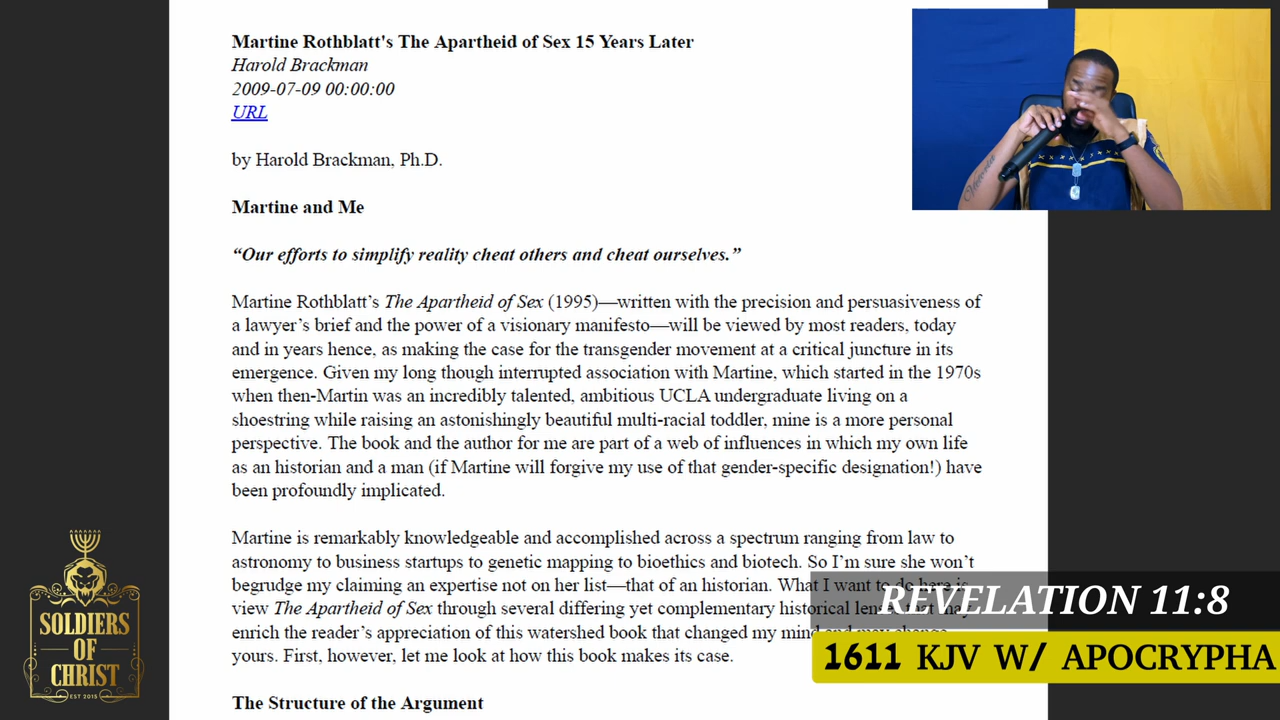 Martine Rothblatt's The Apartheid of Sex 15 Years Later
Harold Brackman
2009-07-09 00:00:00
URL
by Harold Brackman, Ph.D.
Martine and Me
“Our efforts to simplify reality cheat others and cheat ourselves.”
Martine Rothblatt’s The Apartheid of Sex (1995)—written with the precision and persuasiveness of
a lawyer’s brief and the power of a visionary manifesto—will be viewed by most readers, today
and in years hence, as making the case for the transgender movement at a critical juncture in its
emergence. Given my long though interrupted association with Martine, which started in the 1970s
when then-Martin was an incredibly talented, ambitious UCLA undergraduate living on a
shoestring while raising an astonishingly beautiful multi-racial toddler, mine is a more personal
perspective. The book and the author for me are part of a web of influences in which my own life
as an historian and a man (if Martine will forgive my use of that gender-specific designation!) have
been profoundly implicated.
Martine is remarkably knowledgeable and accomplished across a spectrum ranging from law to
astronomy to business startups to genetic mapping to bioethics and biotech. So I’m sure she won’t
begrudge my claiming an expertise not on her list—that of an historian. What I want to do here is
view The Apartheid of Sex through several differing yet complementary historical lenses that may
enrich the reader’s appreciation of this watershed book that changed my mind and may change
yours. First, however, let me look at how this book makes its case.
The Structure of the Argument
REVELATION 11:8
1611 KJV W/ APOCRYPHA
SOLDIERS
OF
CHRIST
EST 2015